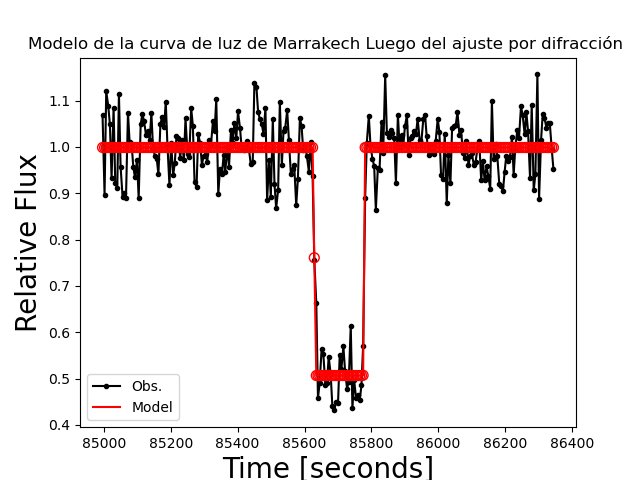 Modelo de la curva de luz de Marrakech Luego del ajuste por difracción
Relative Flux
1.1
1.0
0.9
0.8
0.7
0.6
0.5
0.4
Obs.
Model
85000 85200 85400 85600 85800 86000 86200 86400
Time [seconds]